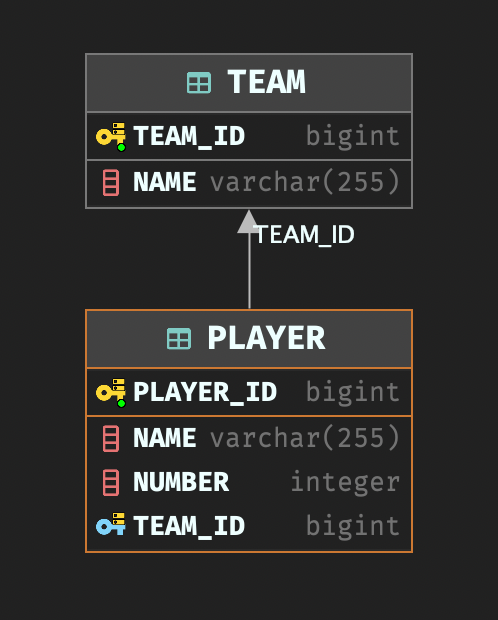 TEAM
TEAM_ID bigint
NAME varchar(255)
TEAM_ID
PLAYER
PLAYER_ID bigint
NAME varchar(255)
NUMBER integer
TEAM_ID bigint